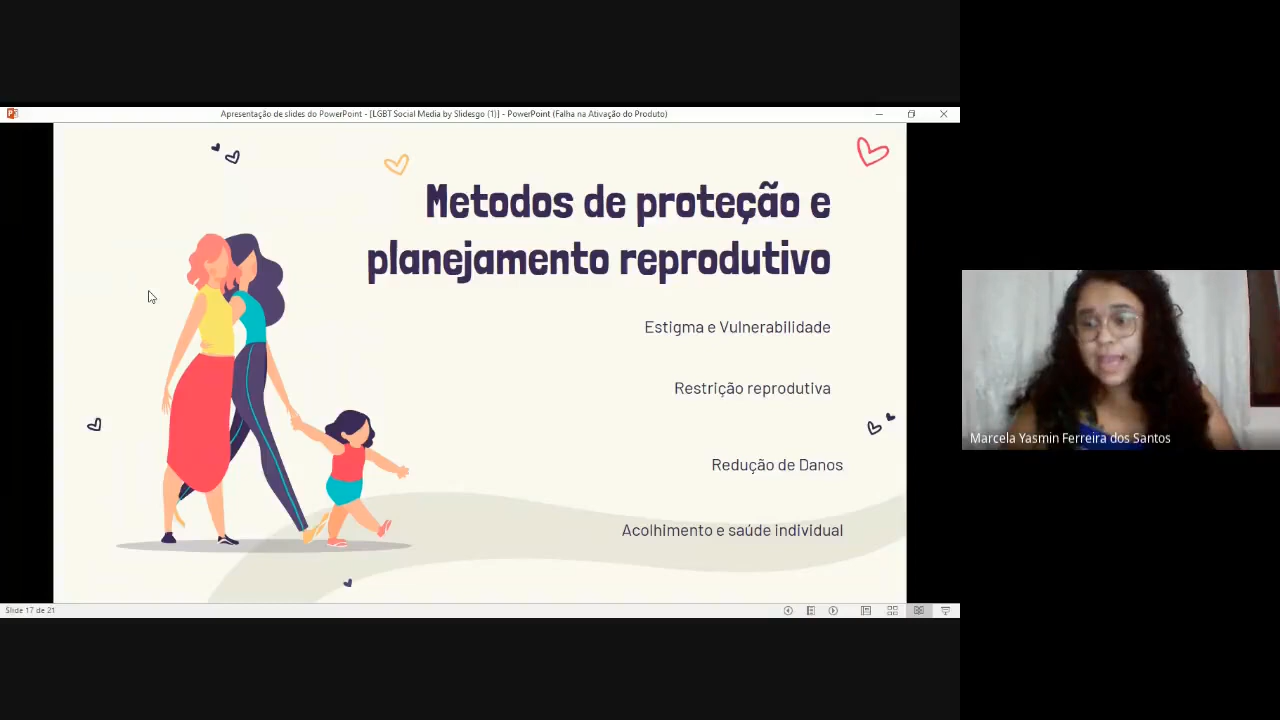 Apresentação de slides do PowerPoint - [LGBT Social Media by Slidesgo (1)] - PowerPoint (Falha na Ativação do Produto)
Metodos de proteção e
planejamento reprodutivo
Estigma e Vulnerabilidade
Restrição reprodutiva
Redução de Danos
Acolhimento e saúde individual
Marcela Yasmin Ferreira dos Santos
Slide 17 de 21